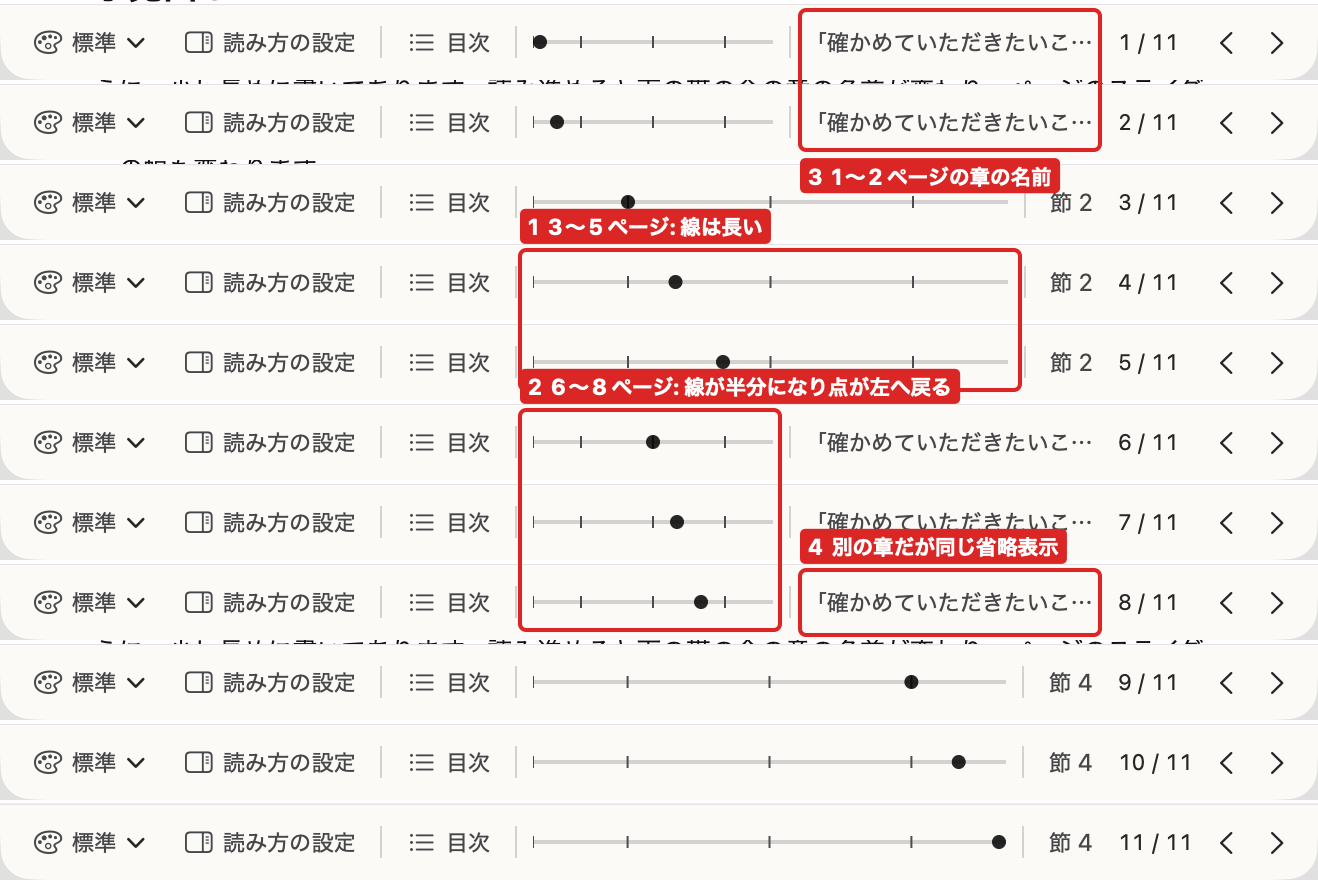 標準 読み方の設定 目次 「確かめていただきたいこ… 1 / 11
標準 読み方の設定 目次 「確かめていただきたいこ… 2 / 11
3 1〜2 ページの章の名前
標準 読み方の設定 目次 節 2 3 / 11
1 3〜5 ページ: 線は長い
標準 読み方の設定 目次 節 2 4 / 11
標準 読み方の設定 目次 節 2 5 / 11
2 6〜8 ページ: 線が半分になり点が左へ戻る
標準 読み方の設定 目次 「確かめていただきたいこ… 6 / 11
標準 読み方の設定 目次 「確かめていただきたいこ… 7 / 11
4 別の章だが同じ省略表示
標準 読み方の設定 目次 「確かめていただきたいこ… 8 / 11
標準 読み方の設定 目次 節 4 9 / 11
標準 読み方の設定 目次 節 4 10 / 11
標準 読み方の設定 目次 節 4 11 / 11